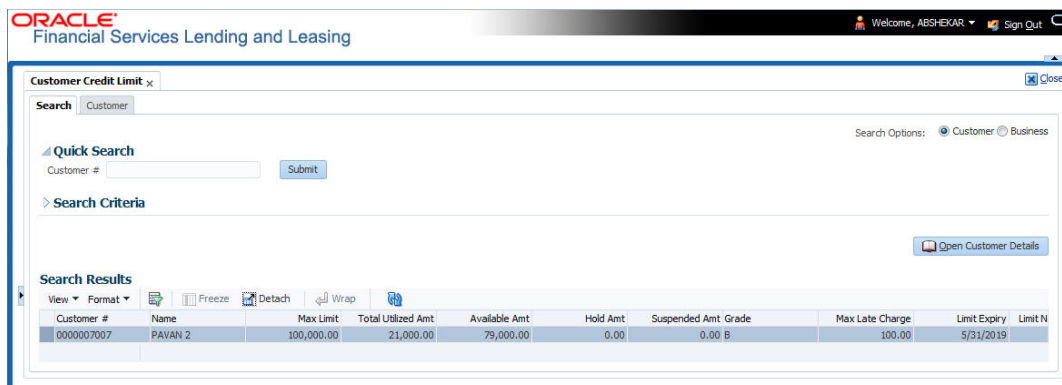 ORACLE®
Welcome, ABSHEKAR Sign Out
Financial Services Lending and Leasing
Customer Credit Limit x
Close
Search Customer
Search Options: Customer Business
Quick Search
Customer # Submit
Search Criteria
Open Customer Details
Search Results
View Format Freeze Detach Wrap
Customer # Name Max Limit Total Utilized Amt Available Amt Hold Amt Suspended Amt Grade Max Late Charge Limit Expiry Limit N
0000007007 PAVAN 2 100,000.00 21,000.00 79,000.00 0.00 0.00 B 100.00 5/31/2019